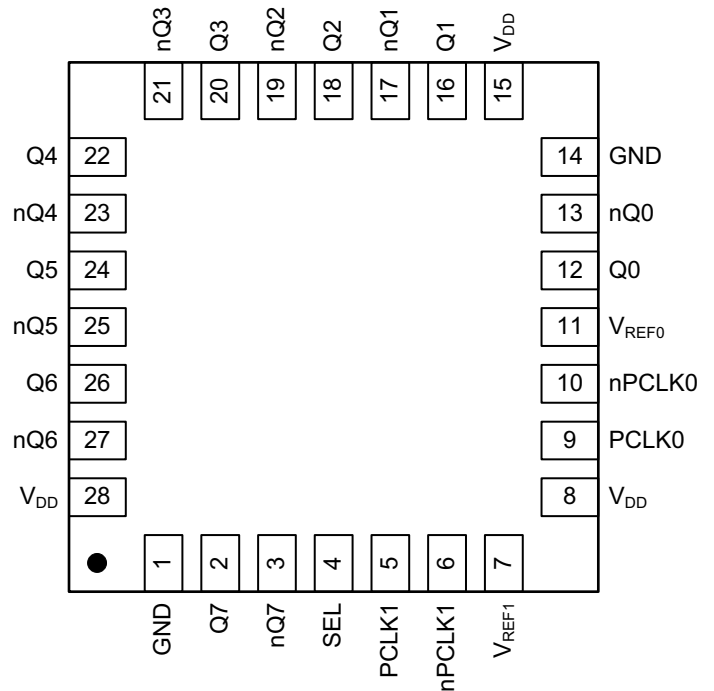 nQ3 Q3 nQ2 Q2 nQ1 Q1 VDD
21 20 19 18 17 16 15
Q4 22 14 GND
nQ4 23 13 nQ0
Q5 24 12 Q0
nQ5 25 11 VREF0
Q6 26 10 nPCLK0
nQ6 27 9 PCLK0
VDD 28 8 VDD
1 2 3 4 5 6 7
GND Q7 nQ7 SEL PCLK1 nPCLK1 VREF1